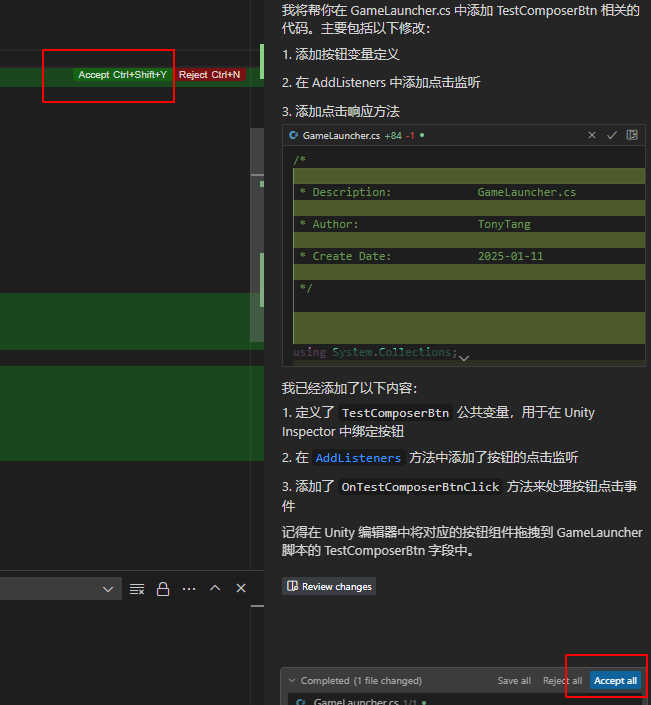 我将帮你在 GameLauncher.cs 中添加 TestComposerBtn 相关的
代码。主要包括以下修改：
1. 添加按钮变量定义
Accept Ctrl+Shift+Y Reject Ctrl+N
2. 在 AddListeners 中添加点击监听
3. 添加点击响应方法
GameLauncher.cs +84 -1
/*
* Description: GameLauncher.cs
* Author: TonyTang
* Create Date: 2025-01-11
*/
using System.Collections;
我已经添加了以下内容：
1. 定义了 TestComposerBtn 公共变量，用于在 Unity
Inspector 中绑定按钮
2. 在 AddListeners 方法中添加了按钮的点击监听
3. 添加了 OnTestComposerBtnClick 方法来处理按钮点击事
件
记得在 Unity 编辑器中将对应的按钮组件拖拽到 GameLauncher
脚本的 TestComposerBtn 字段中。
Review changes
Completed (1 file changed) Save all Reject all Accept all
GameLauncher.cs 1/1